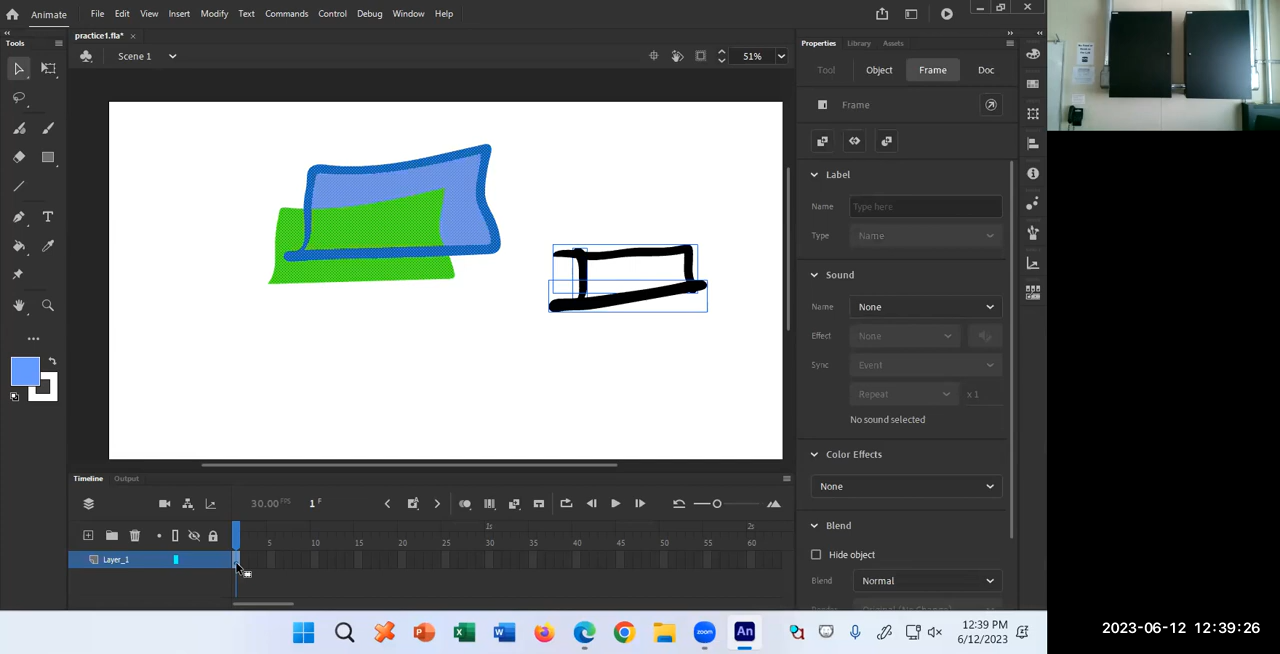 Animate File Edit View Insert Modify Text Commands Control Debug Window Help
practice1.fla*
Tools
Scene 1
51%
Properties Library Assets
Tool Object Frame Doc
Frame
Label
Name Type here
Type Name
Sound
Name None
Effect None
Sync Event
Repeat x 1
No sound selected
Color Effects
None
Blend
Hide object
Blend Normal
Timeline Output
30.00 FPS 1 F
1s 2s
5 10 15 20 25 30 35 40 45 50 55 60
Layer_1
12:39 PM
6/12/2023
2023-06-12 12:39:26